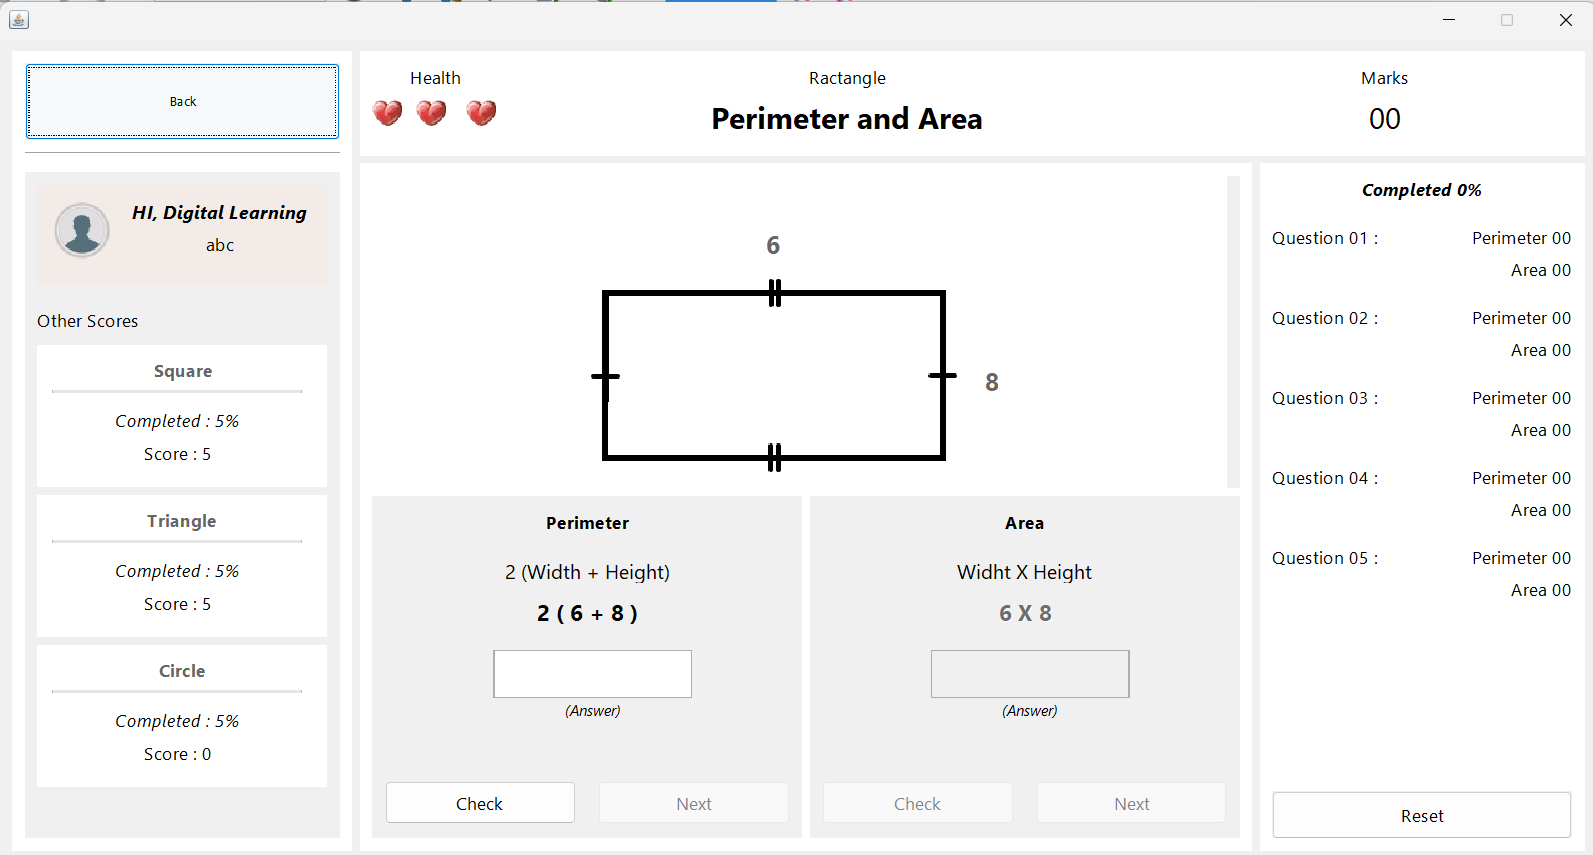 Back
HI, Digital Learning
abc
Other Scores
Square
Completed : 5%
Score : 5
Triangle
Completed : 5%
Score : 5
Circle
Completed : 5%
Score : 0
Health
Ractangle
Perimeter and Area
Marks
00
6
8
Perimeter
2 (Width + Height)
2 ( 6 + 8 )
(Answer)
Check
Next
Area
Widht X Height
6 X 8
(Answer)
Check
Next
Completed 0%
Question 01 : Perimeter 00
Area 00
Question 02 : Perimeter 00
Area 00
Question 03 : Perimeter 00
Area 00
Question 04 : Perimeter 00
Area 00
Question 05 : Perimeter 00
Area 00
Reset